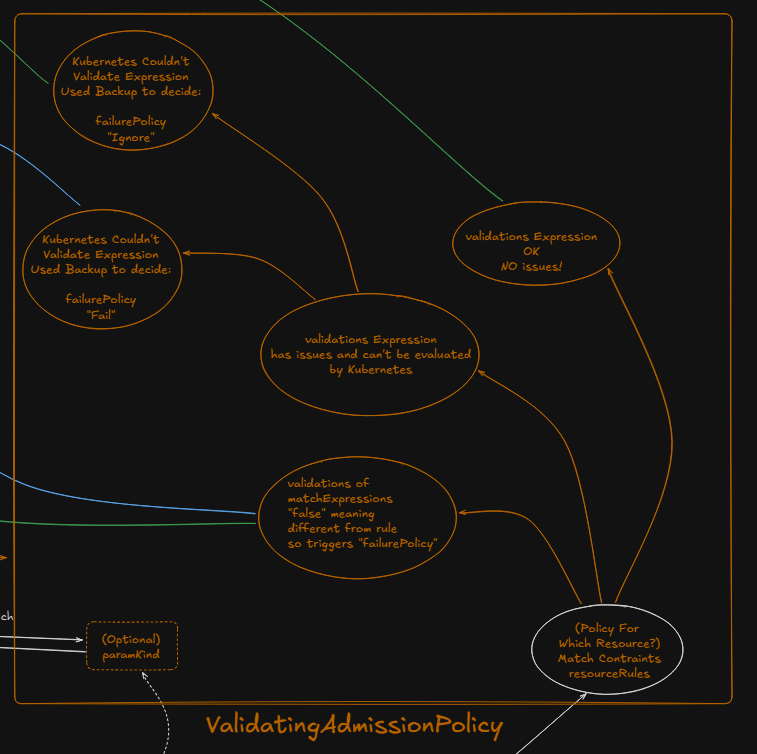 Kubernetes Couldn't
Validate Expression
Used Backup to decide:
failurePolicy
"Ignore"
validations Expression
OK
NO issues!
Kubernetes Couldn't
Validate Expression
Used Backup to decide:
failurePolicy
"Fail"
validations Expression
has issues and can't be evaluated
by Kubernetes
validations of
matchExpressions
"false" meaning
different from rule
so triggers "failurePolicy"
ch
(Optional)
paramKind
(Policy For
Which Resource?)
Match Contraints
resourceRules
ValidatingAdmissionPolicy